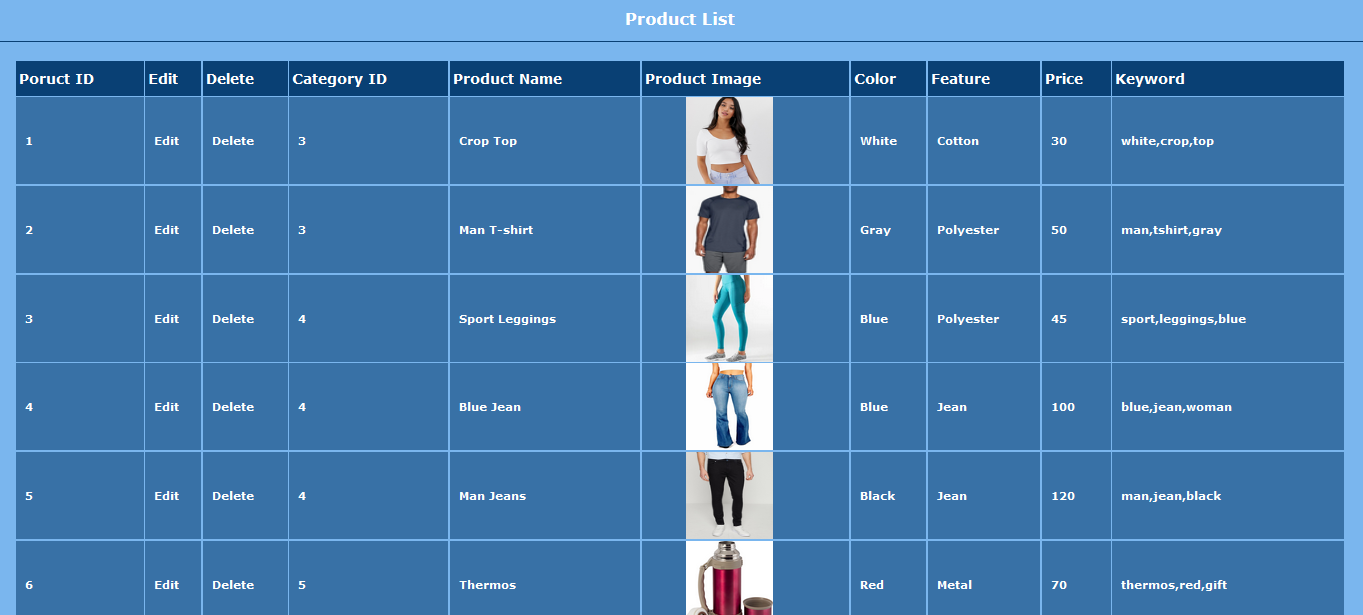 Product List
Poruct ID Edit Delete Category ID Product Name Product Image Color Feature Price Keyword
1 Edit Delete 3 Crop Top White Cotton 30 white,crop,top
2 Edit Delete 3 Man T-shirt Gray Polyester 50 man,tshirt,gray
3 Edit Delete 4 Sport Leggings Blue Polyester 45 sport,leggings,blue
4 Edit Delete 4 Blue Jean Blue Jean 100 blue,jean,woman
5 Edit Delete 4 Man Jeans Black Jean 120 man,jean,black
6 Edit Delete 5 Thermos Red Metal 70 thermos,red,gift